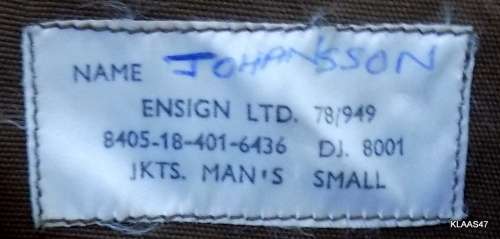 NAME JOHANSSON
ENSIGN LTD. 78/949
8405-18-401-6436 DJ. 8001
JKTS. MAN'S SMALL
KLAAS47